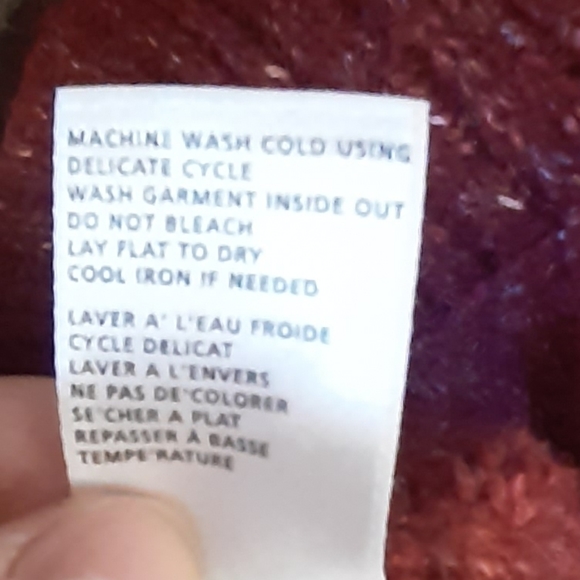 MACHINE WASH COLD USING
DELICATE CYCLE
WASH GARMENT INSIDE OUT
DO NOT BLEACH
LAY FLAT TO DRY
COOL IRON IF NEEDED
LAVER A' L'EAU FROIDE
CYCLE DELICAT
LAVER A L'ENVERS
NE PAS DE'COLORER
SE'CHER A PLAT
REPASSER À BASSE
TEMPE'RATURE